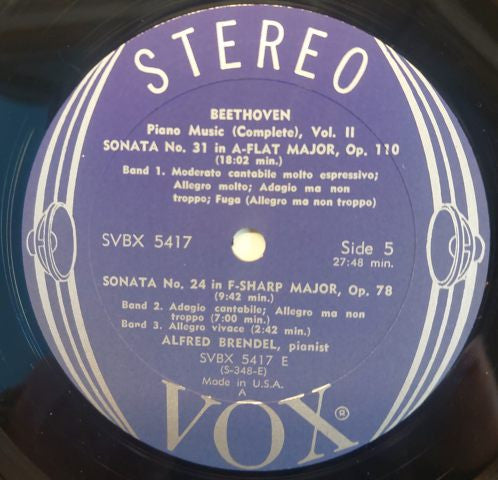 STEREO
BEETHOVEN
Piano Music (Complete), Vol. II
SONATA No. 31 in A-FLAT MAJOR, Op. 110
(18:02 min.)
Band 1. Moderato cantabile molto espressivo;
Allegro molto; Adagio ma non
troppo; Fuga (Allegro ma non troppo)
SVBX 5417
Side 5
27:48 min.
SONATA No. 24 in F-SHARP MAJOR, Op. 78
(9:42 min.)
Band 2. Adagio cantabile; Allegro ma non
troppo (7:00 min.)
Band 3. Allegro vivace (2:42 min.)
ALFRED BRENDEL, pianist
SVBX 5417 E
(S-348-E)
Made in U.S.A.
A
VOX®